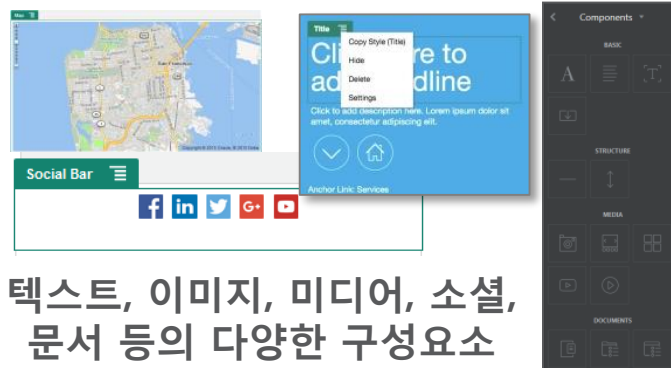 Map
San Francisco
Title
Copy Style (Title)
Hide
Delete
Settings
Cli re to
ad dline
Click to add description here. Lorem ipsum dolor sit
amet, consectetur adipiscing elit.
Anchor Link: Services
Social Bar
텍스트, 이미지, 미디어, 소셜,
문서 등의 다양한 구성요소
Components
BASIC
A
T
STRUCTURE
MEDIA
DOCUMENTS